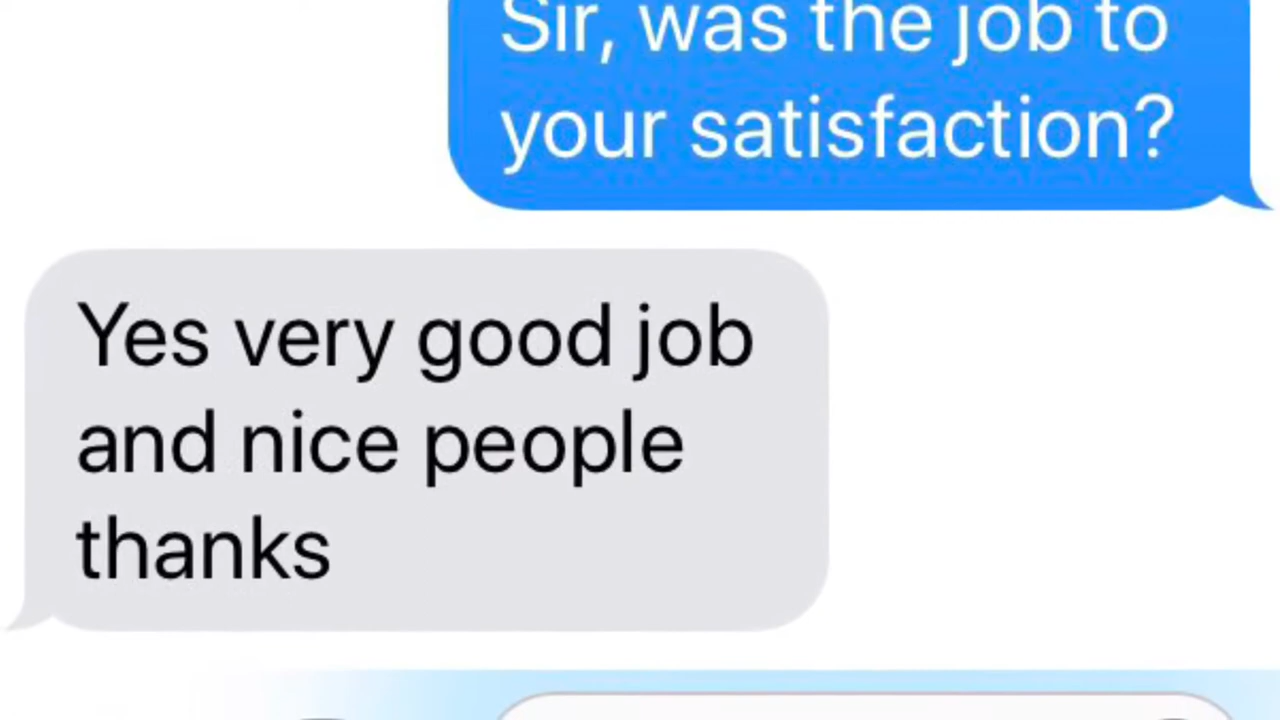 Sir, was the job to
your satisfaction?
Yes very good job
and nice people
thanks